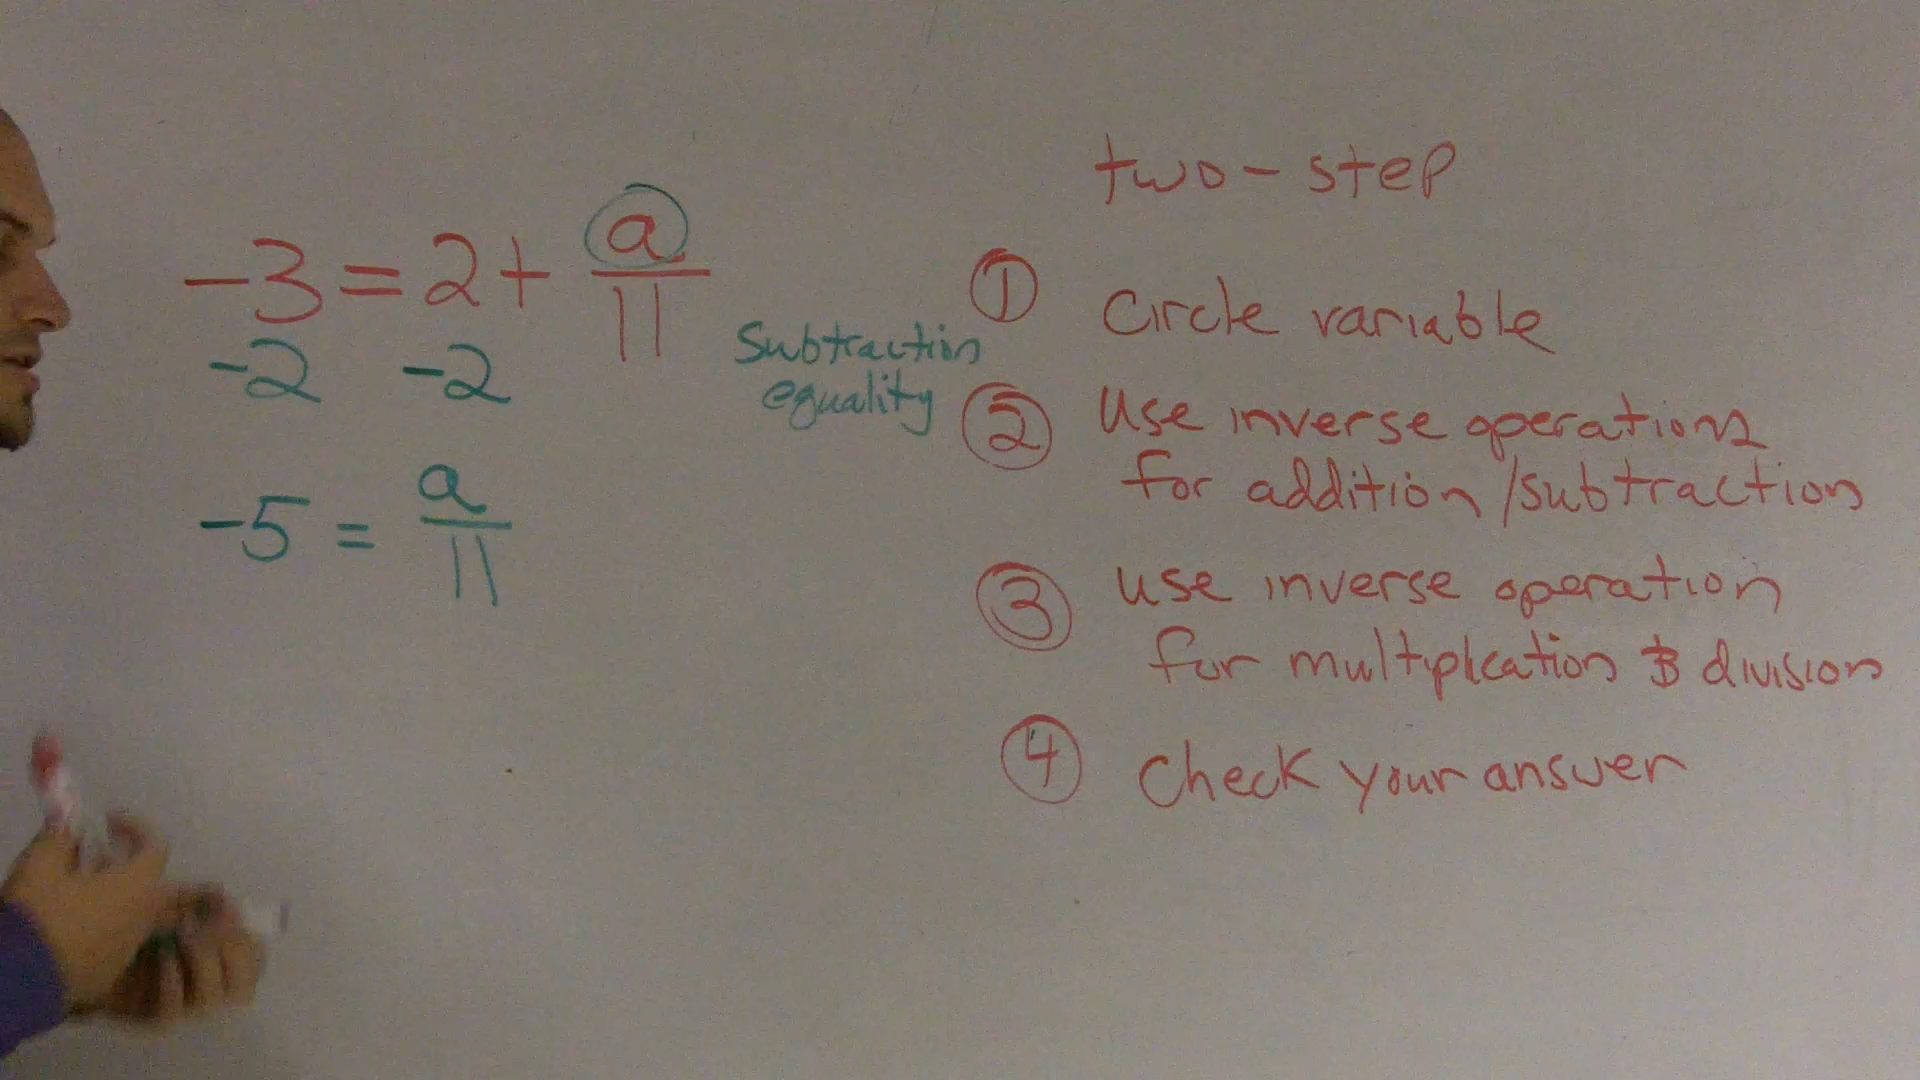 -3 = 2 + a/11
-2 -2
Subtraction
equality
-5 = a/11
two-step
① Circle variable
② Use inverse operations
for addition/subtraction
③ use inverse operation
for multiplication & division
④ Check your answer